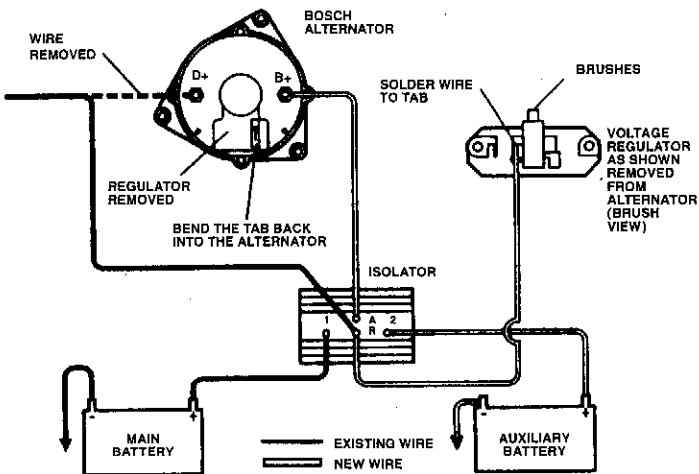 BOSCH
ALTERNATOR
WIRE
REMOVED
D+
B+
SOLDER WIRE
TO TAB
BRUSHES
VOLTAGE
REGULATOR
AS SHOWN
REMOVED
FROM
ALTERNATOR
(BRUSH
VIEW)
REGULATOR
REMOVED
BEND THE TAB BACK
INTO THE ALTERNATOR
ISOLATOR
1
A
2
R
-
+
MAIN
BATTERY
-
+
AUXILIARY
BATTERY
EXISTING WIRE
NEW WIRE